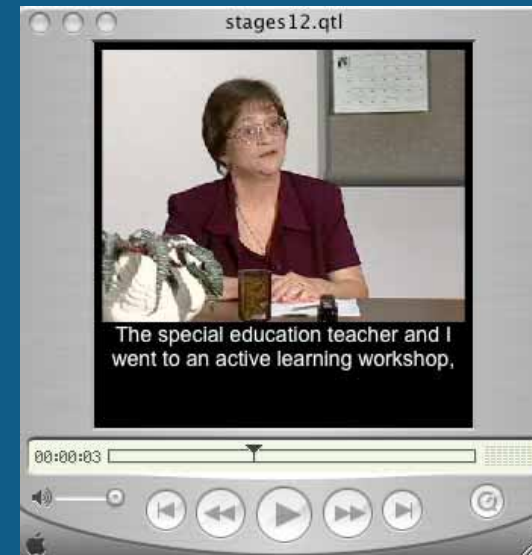 stages12.qtl
The special education teacher and I
went to an active learning workshop,
00:00:03